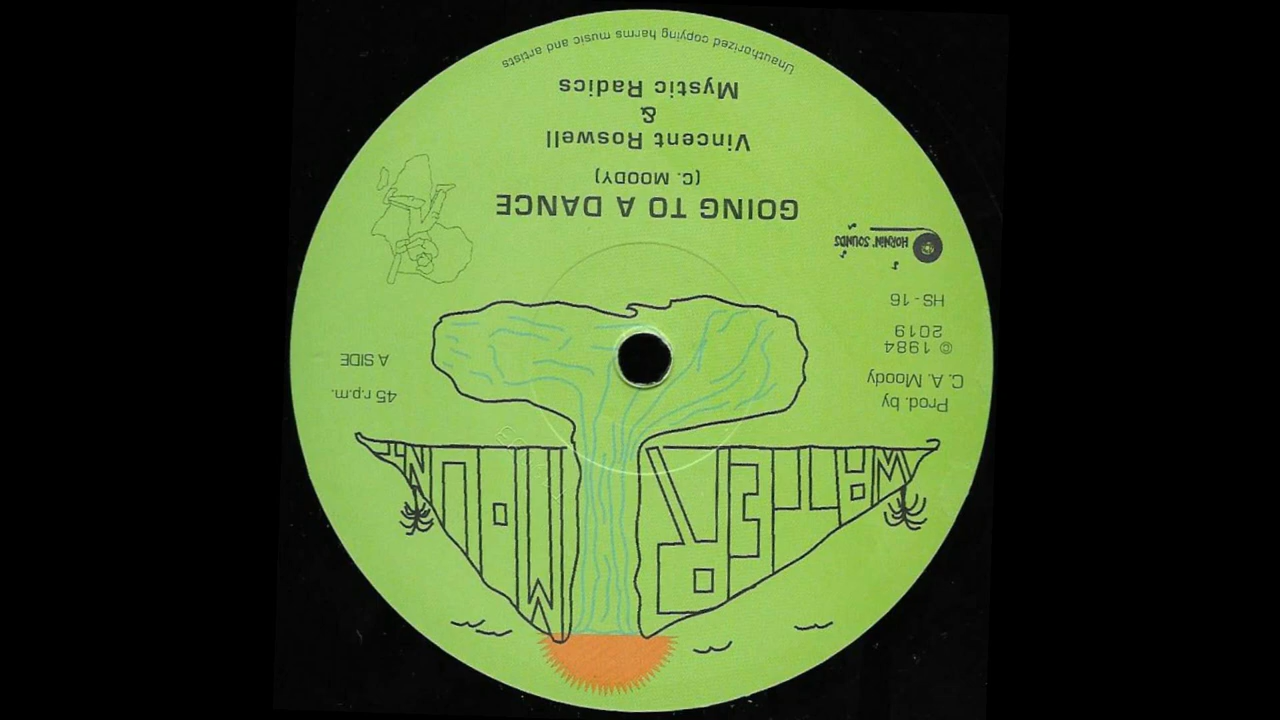 WATER MOUNT
Prod. by
C. A. Moody
© 1984
2019
HS - 16
HORNIN' SOUNDS
45 r.p.m.
A SIDE
GOING TO A DANCE
(C. MOODY)
Vincent Roswell
&
Mystic Radics
Unauthorized copying harms music and artists